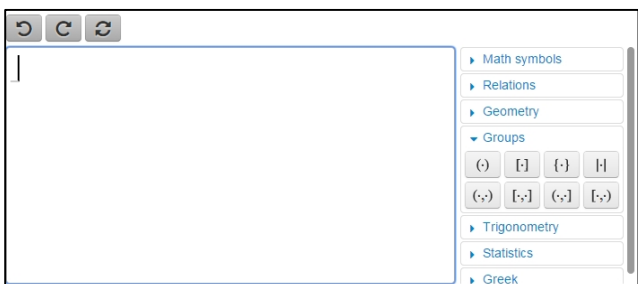 Math symbols
Relations
Geometry
Groups
(·) [·] {·} |·|
(·,·) [·,·] (·,·] [·,·)
Trigonometry
Statistics
Greek